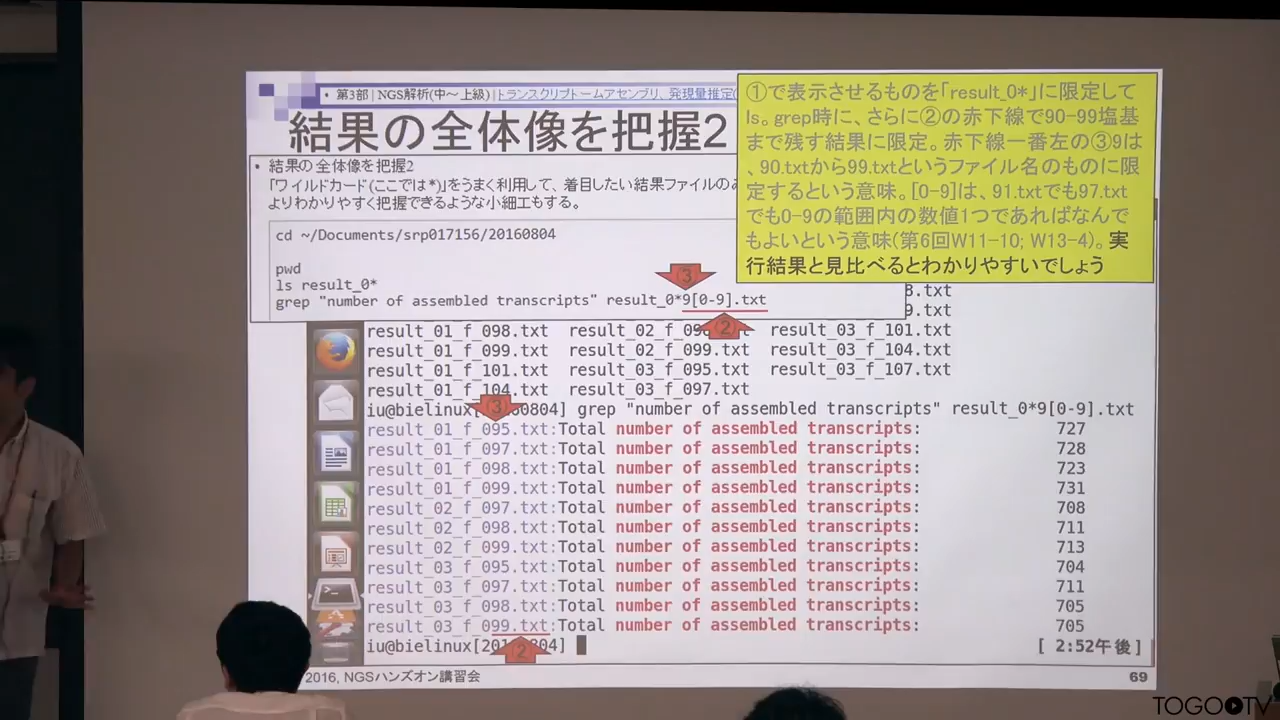 • 第3部 | NGS解析(中～上級) | トランスクリプトームアセンブリ、発現量推定(
結果の全体像を把握2
①で表示させるものを「result_0*」に限定して
ls。grep時に、さらに②の赤下線で90-99塩基
まで残す結果に限定。赤下線一番左の③9は
、90.txtから99.txtというファイル名のものに限
定するという意味。[0-9]は、91.txtでも97.txt
でも0-9の範囲内の数値1つであればなんで
もよいという意味(第6回W11-10; W13-4)。実
行結果と見比べるとわかりやすいでしょう
• 結果の全体像を把握2
「ワイルドカード(ここでは*)」をうまく利用して、着目したい結果ファイルの
よりわかりやすく把握できるような小細工もする。
cd ~/Documents/srp017156/20160804
pwd
ls result_0*
③
grep "number of assembled transcripts" result_0*9[0-9].txt
②
8.txt
9.txt
result_01_f_098.txt result_02_f_098.txt result_03_f_101.txt
result_01_f_099.txt result_02_f_099.txt result_03_f_104.txt
result_01_f_101.txt result_03_f_095.txt result_03_f_107.txt
result_01_f_104.txt result_03_f_097.txt
③
iu@bielinux[20160804] grep "number of assembled transcripts" result_0*9[0-9].txt
result_01_f_095.txt:Total number of assembled transcripts: 727
result_01_f_097.txt:Total number of assembled transcripts: 728
result_01_f_098.txt:Total number of assembled transcripts: 723
result_01_f_099.txt:Total number of assembled transcripts: 731
result_02_f_097.txt:Total number of assembled transcripts: 708
result_02_f_098.txt:Total number of assembled transcripts: 711
result_02_f_099.txt:Total number of assembled transcripts: 713
result_03_f_095.txt:Total number of assembled transcripts: 704
result_03_f_097.txt:Total number of assembled transcripts: 711
result_03_f_098.txt:Total number of assembled transcripts: 705
result_03_f_099.txt:Total number of assembled transcripts: 705
iu@bielinux[20160804] [ 2:52午後]
②
2016, NGSハンズオン講習会 69
TOGOTV